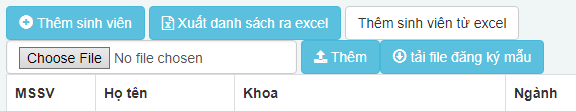 Thêm sinh viên Xuất danh sách ra excel Thêm sinh viên từ excel
Choose File No file chosen Thêm tải file đăng ký mẫu
MSSV Họ tên Khoa Ngành